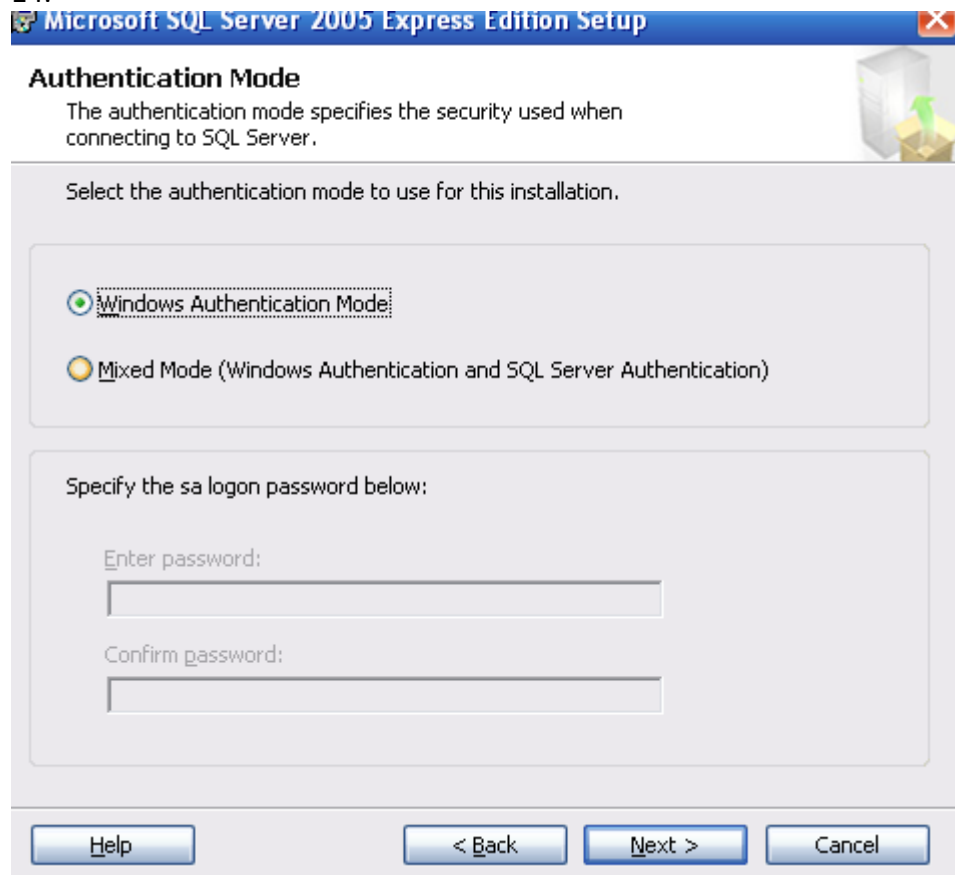 Microsoft SQL Server 2005 Express Edition Setup
Authentication Mode
The authentication mode specifies the security used when
connecting to SQL Server.
Select the authentication mode to use for this installation.
Windows Authentication Mode
Mixed Mode (Windows Authentication and SQL Server Authentication)
Specify the sa logon password below:
Enter password:
Confirm password:
Help
< Back
Next >
Cancel